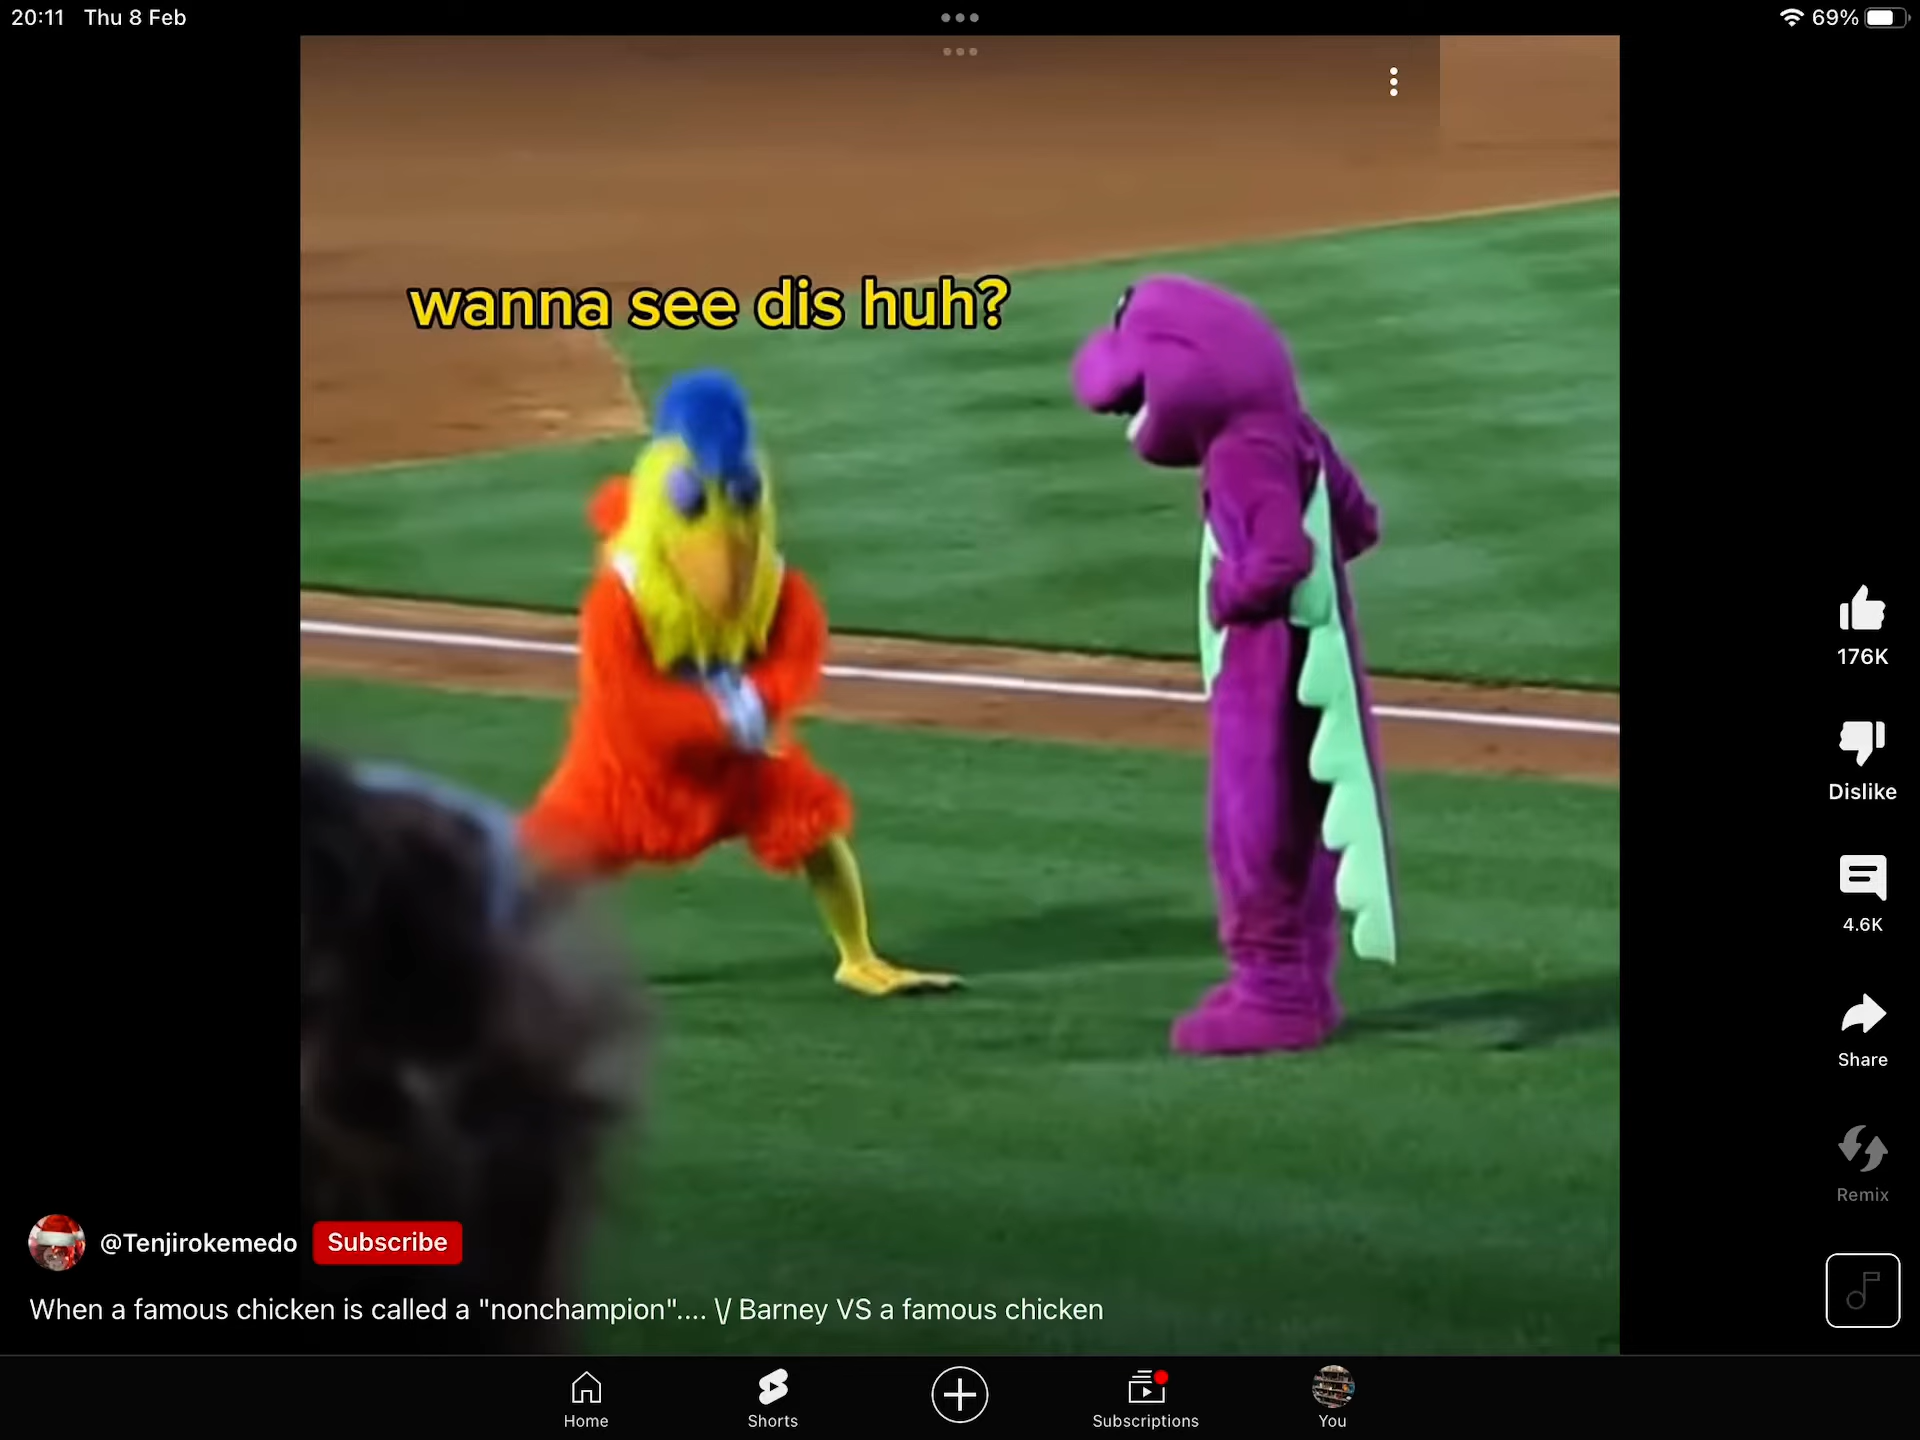 20:11 Thu 8 Feb 69%
wanna see dis huh?
176K
Dislike
4.6K
Share
Remix
@Tenjirokemedo Subscribe
When a famous chicken is called a "nonchampion".... \/ Barney VS a famous chicken
Home Shorts Subscriptions You